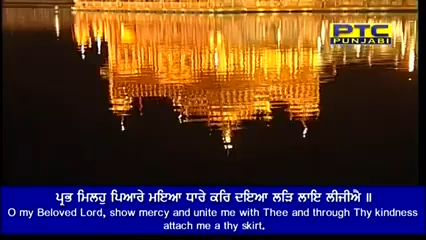 PTC
PUNJABI
ਪ੍ਰਭ ਮਿਲਹੁ ਪਿਆਰੇ ਮਇਆ ਧਾਰੇ ਕਰਿ ਦਇਆ ਲੜਿ ਲਾਇ ਲੀਜੀਐ ॥
O my Beloved Lord, show mercy and unite me with Thee and through Thy kindness
attach me a thy skirt.